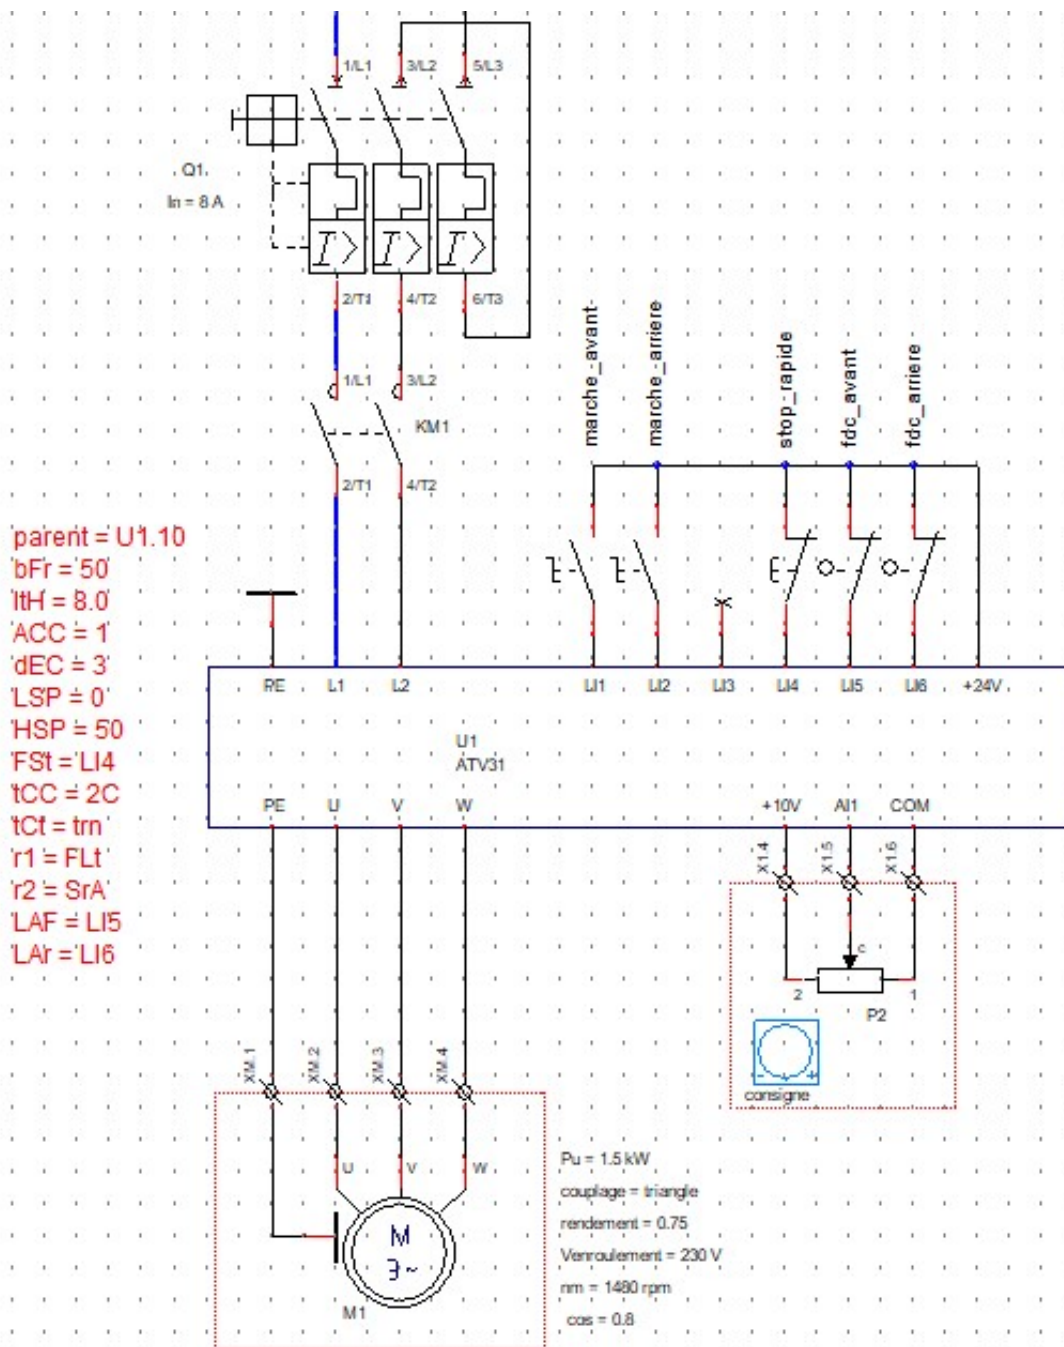 1/L1
3/L2
5/L3
Q1
In = 8 A
2/T1
4/T2
6/T3
1/L1
3/L2
KM1
2/T1
4/T2
marche_avant
marche_arriere
stop_rapide
fdc_avant
fdc_arriere
parent = U1.10
bFr = 50
ItH = 8.0
ACC = 1
dEC = 3
LSP = 0
HSP = 50
FSt = LI4
tCC = 2C
tCt = trn
r1 = FLt
r2 = SrA
LAF = LI5
LAr = LI6
RE
L1
L2
LI1
LI2
LI3
LI4
LI5
LI6
+24V
U1
ATV31
PE
U
V
W
+10V
AI1
COM
X1.4
X1.5
X1.6
c
2
1
P2
consigne
XM.1
XM.2
XM.3
XM.4
U
V
W
M
3~
M1
Pu = 1.5 kW
couplage = triangle
rendement = 0.75
Venroulement = 230 V
nm = 1480 rpm
cos = 0.8